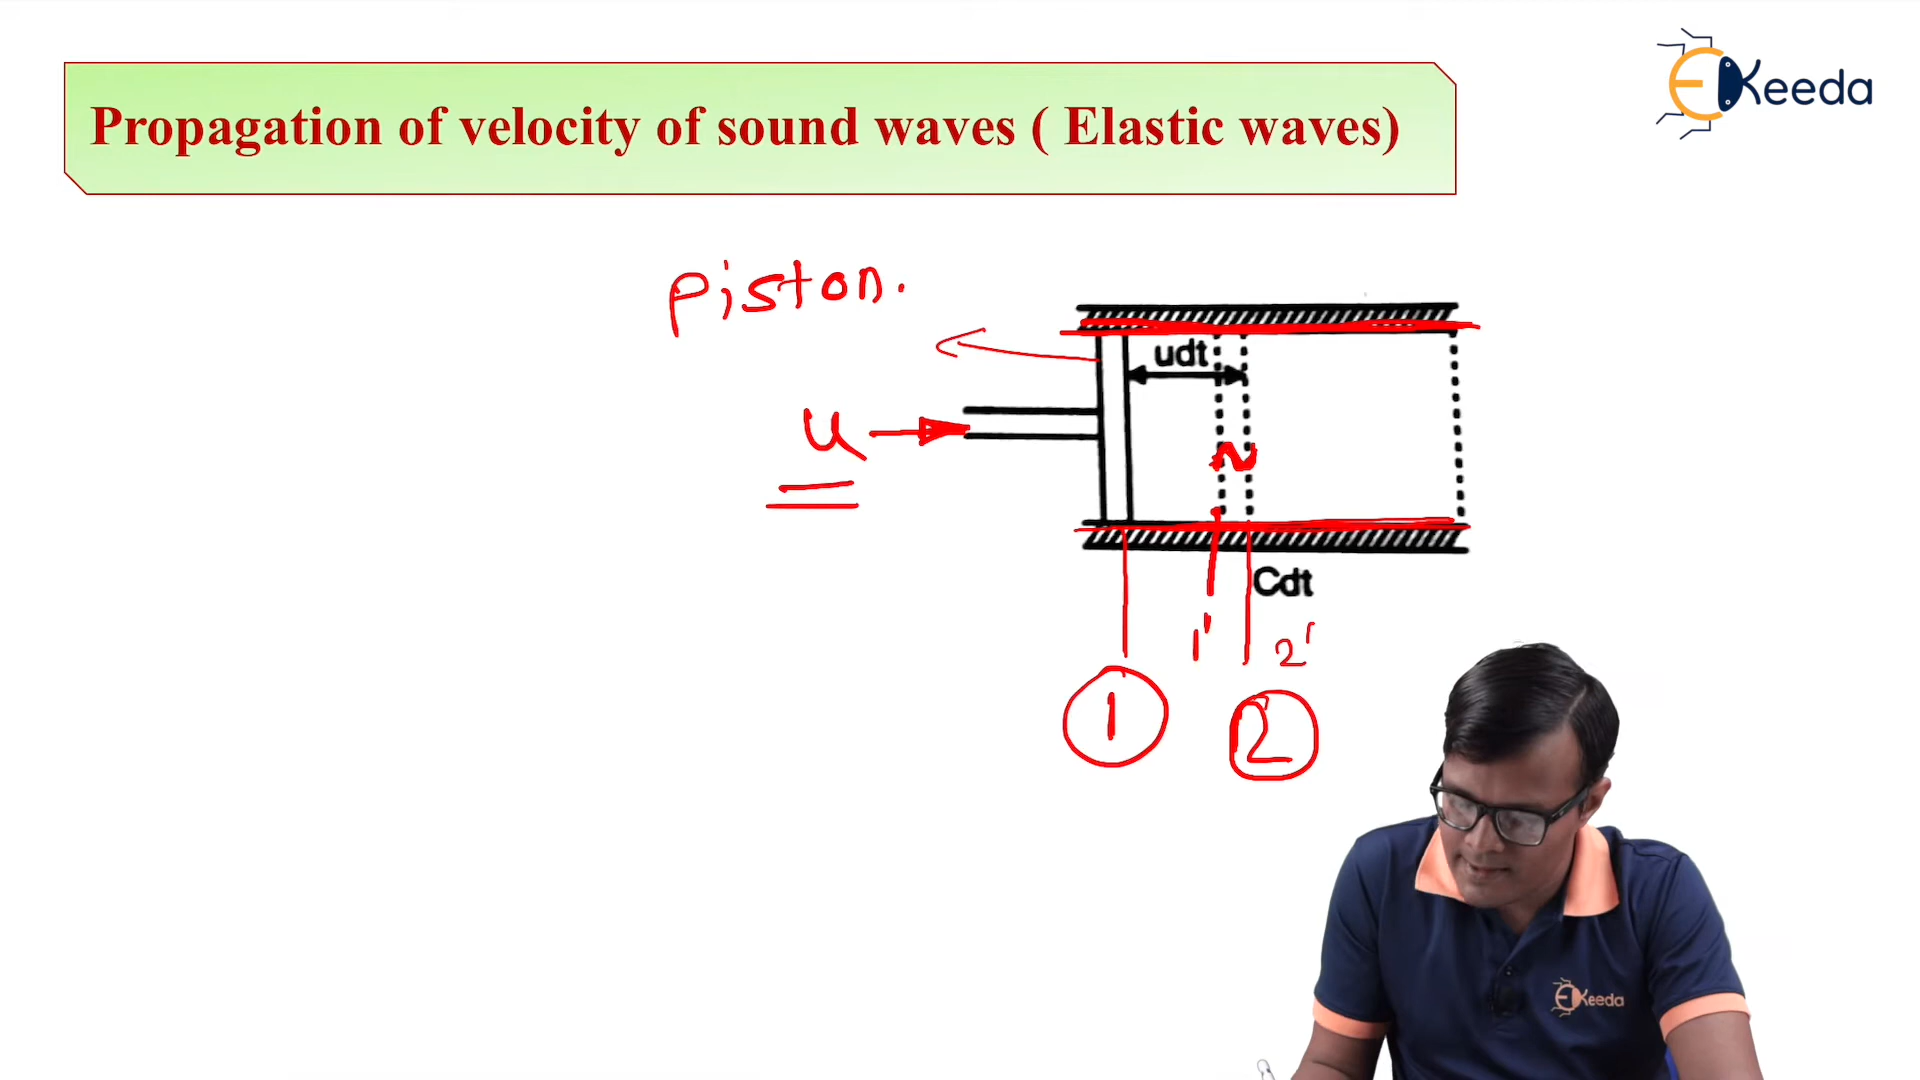 EKeeda
Propagation of velocity of sound waves ( Elastic waves)
piston.
udt
u
Cdt
1' 2'
1 2
EKeeda